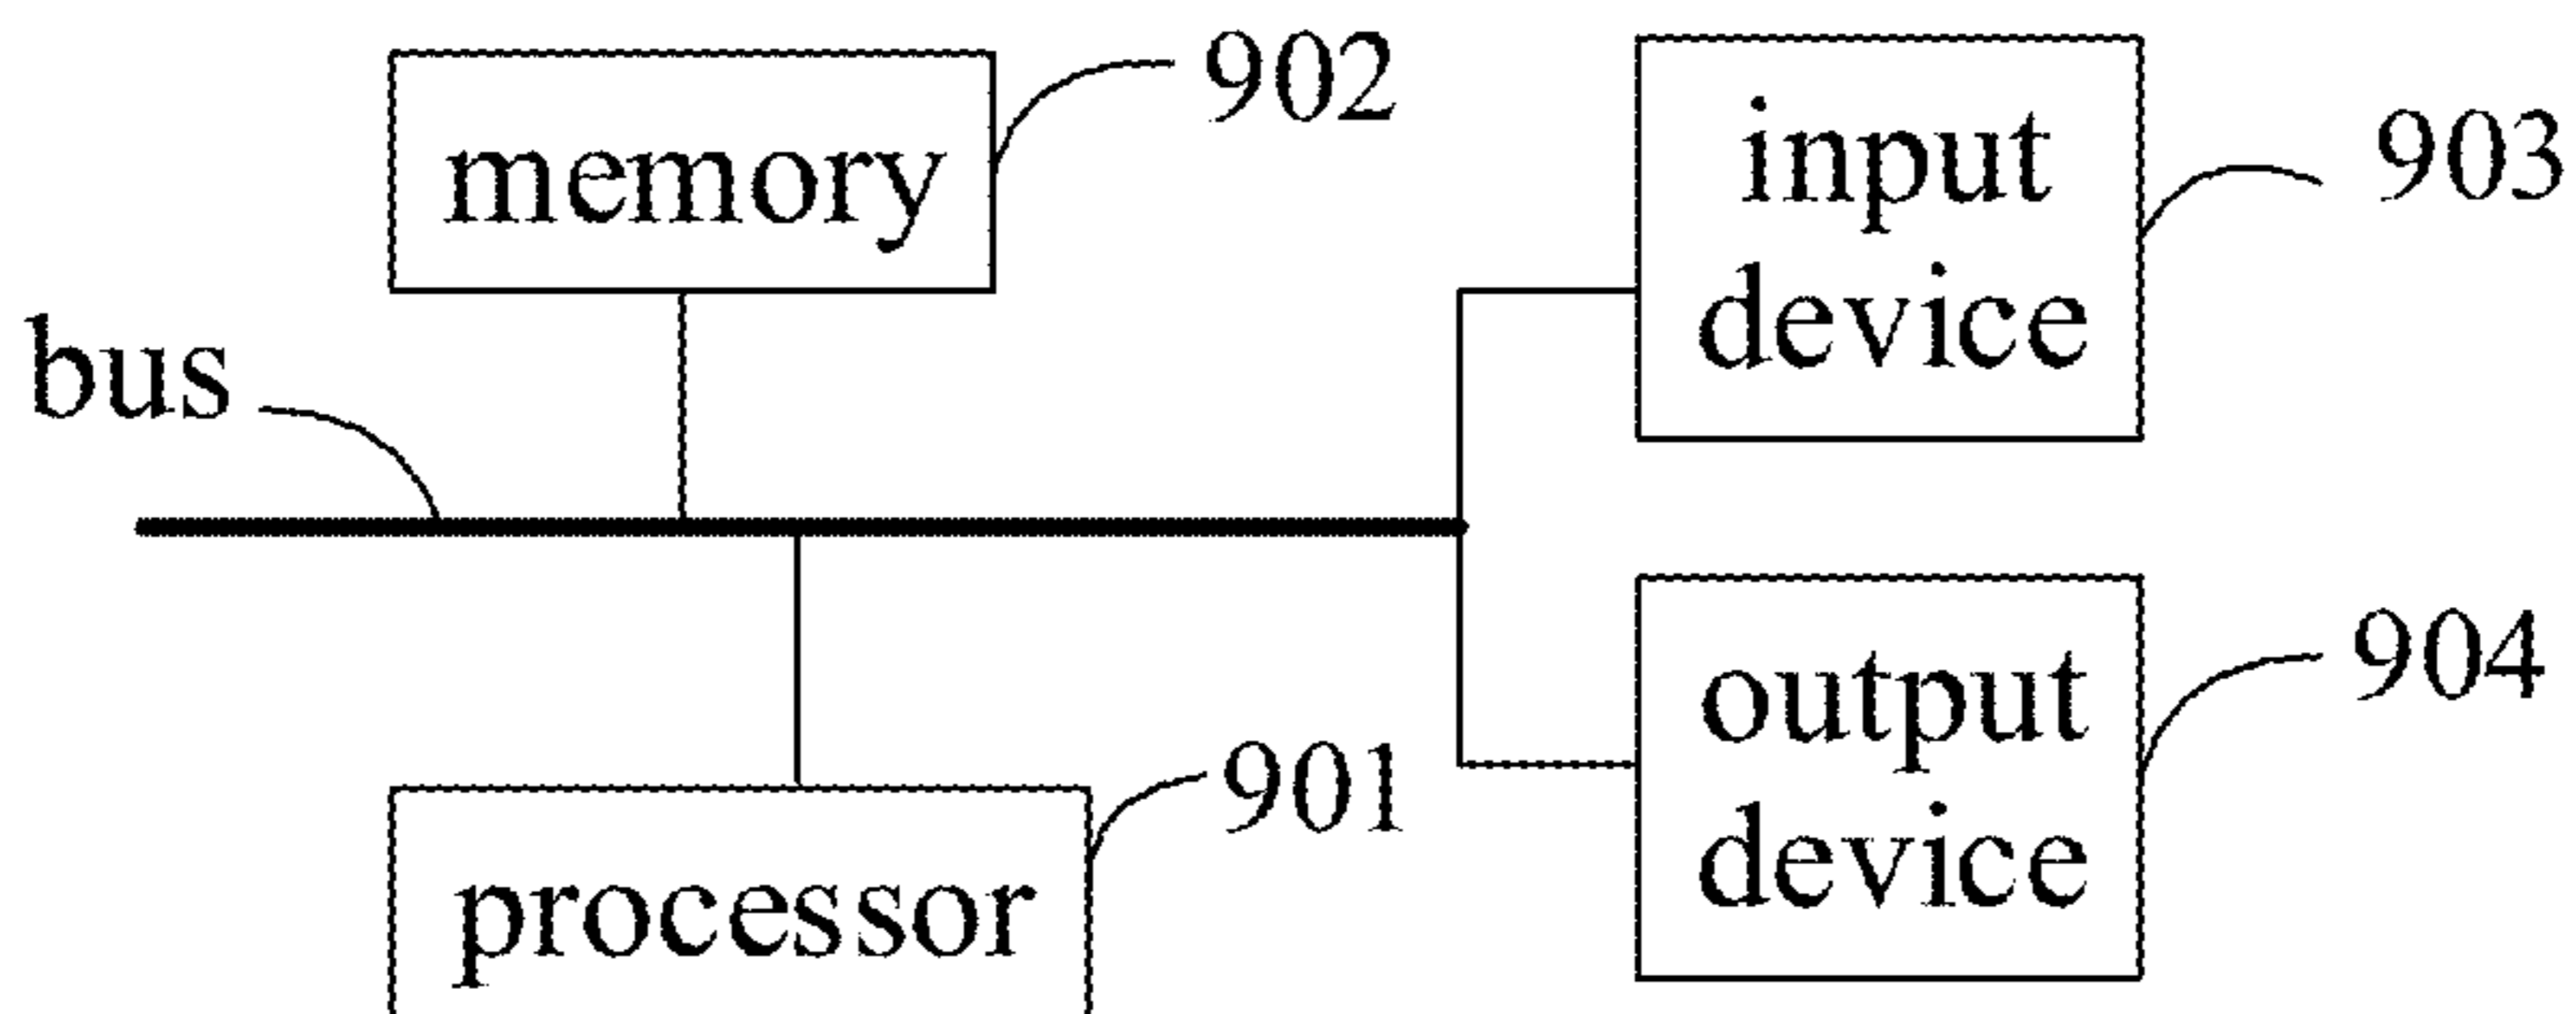 902
memory
input
device
903
bus
output
device
904
901
processor